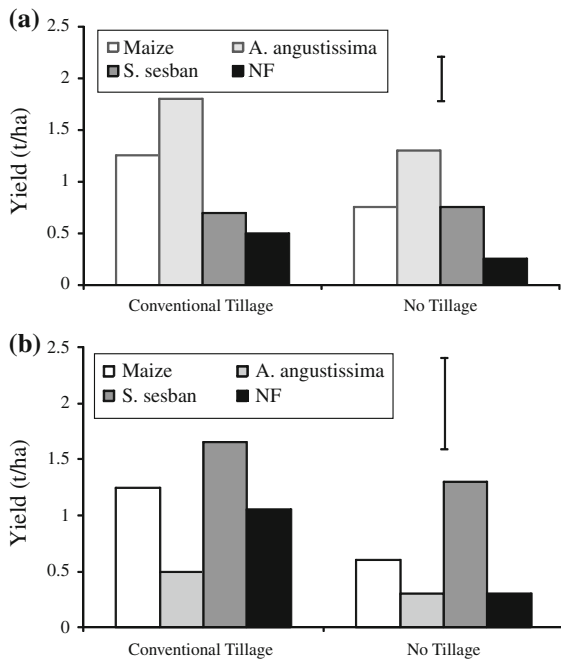 (a)
2.5
2
1.5
1
0.5
0
Yield (t/ha)
Maize A. angustissima
S. sesban NF
Conventional Tillage No Tillage
(b)
2.5
2
1.5
1
0.5
0
Yield (t/ha)
Maize A. angustissima
S. sesban NF
Conventional Tillage No Tillage